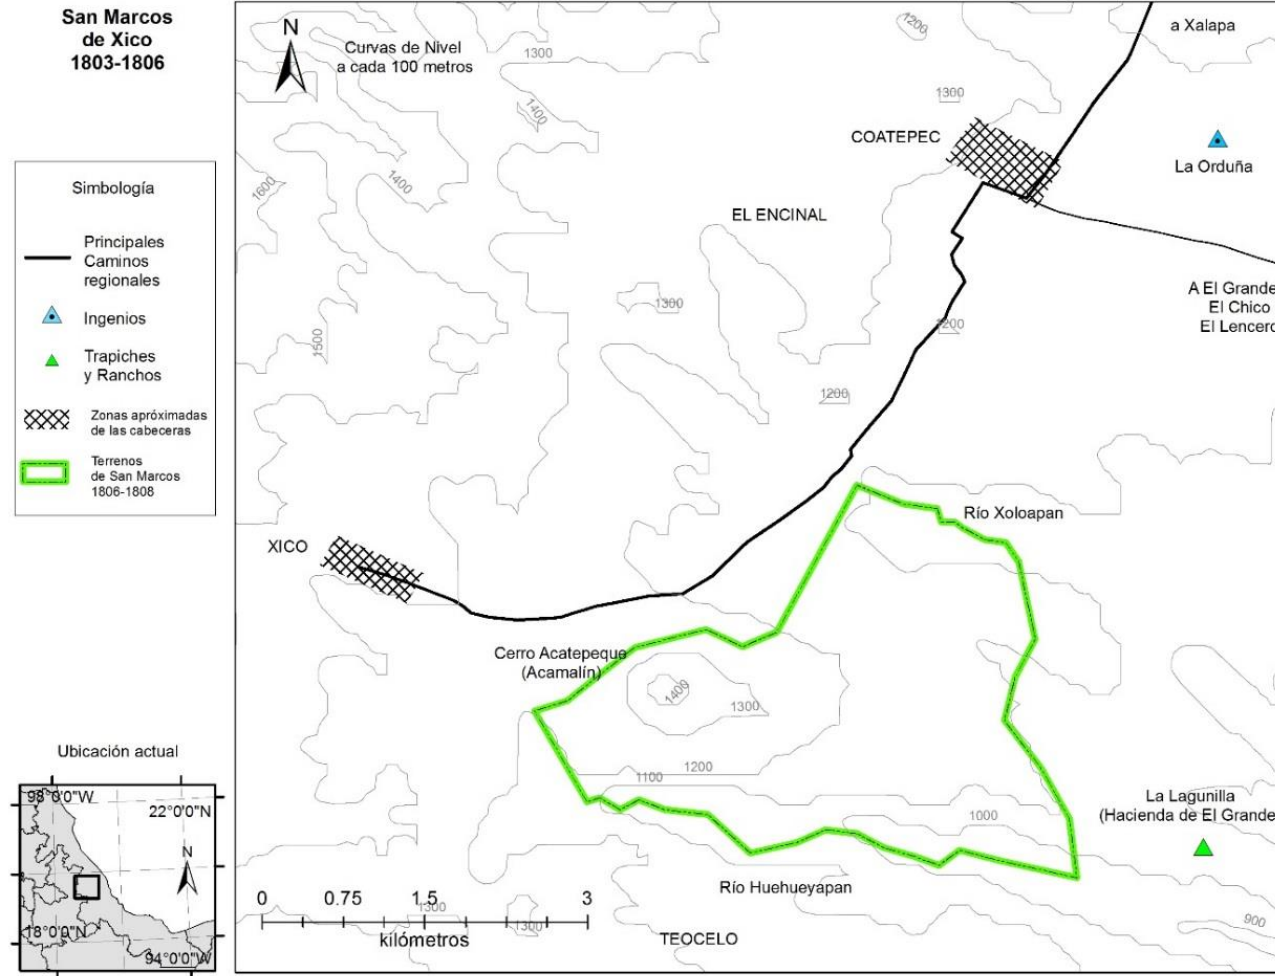 San Marcos
de Xico
1803-1806
Simbología
Principales
Caminos
regionales
Ingenios
Trapiches
y Ranchos
Zonas apróximadas
de las cabeceras
Terrenos
de San Marcos
1806-1808
Ubicación actual
98°0'0"W
22°0'0"N
N
18°0'0"N
94°0'0"W
N
Curvas de Nivel
a cada 100 metros
1300
1200
a Xalapa
1400
1300
COATEPEC
La Orduña
1600
1400
EL ENCINAL
A El Grande
El Chico
El Lencero
1300
1500
1200
1200
Río Xoloapan
XICO
Cerro Acatepeque
(Acamalín)
1400
1300
1200
1100
La Lagunilla
(Hacienda de El Grande
1000
Río Huehueyapan
900
0 0.75 1.5 3
kilómetros
1300
1300
TEOCELO